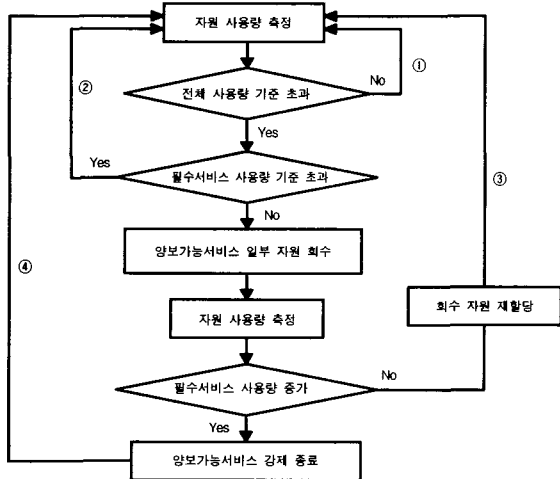 자원 사용량 측정
①
No
②
전체 사용량 기준 초과
Yes
Yes
필수서비스 사용량 기준 초과
③
No
양보가능서비스 일부 자원 회수
④
회수 자원 재할당
자원 사용량 측정
No
필수서비스 사용량 증가
Yes
양보가능서비스 강제 종료